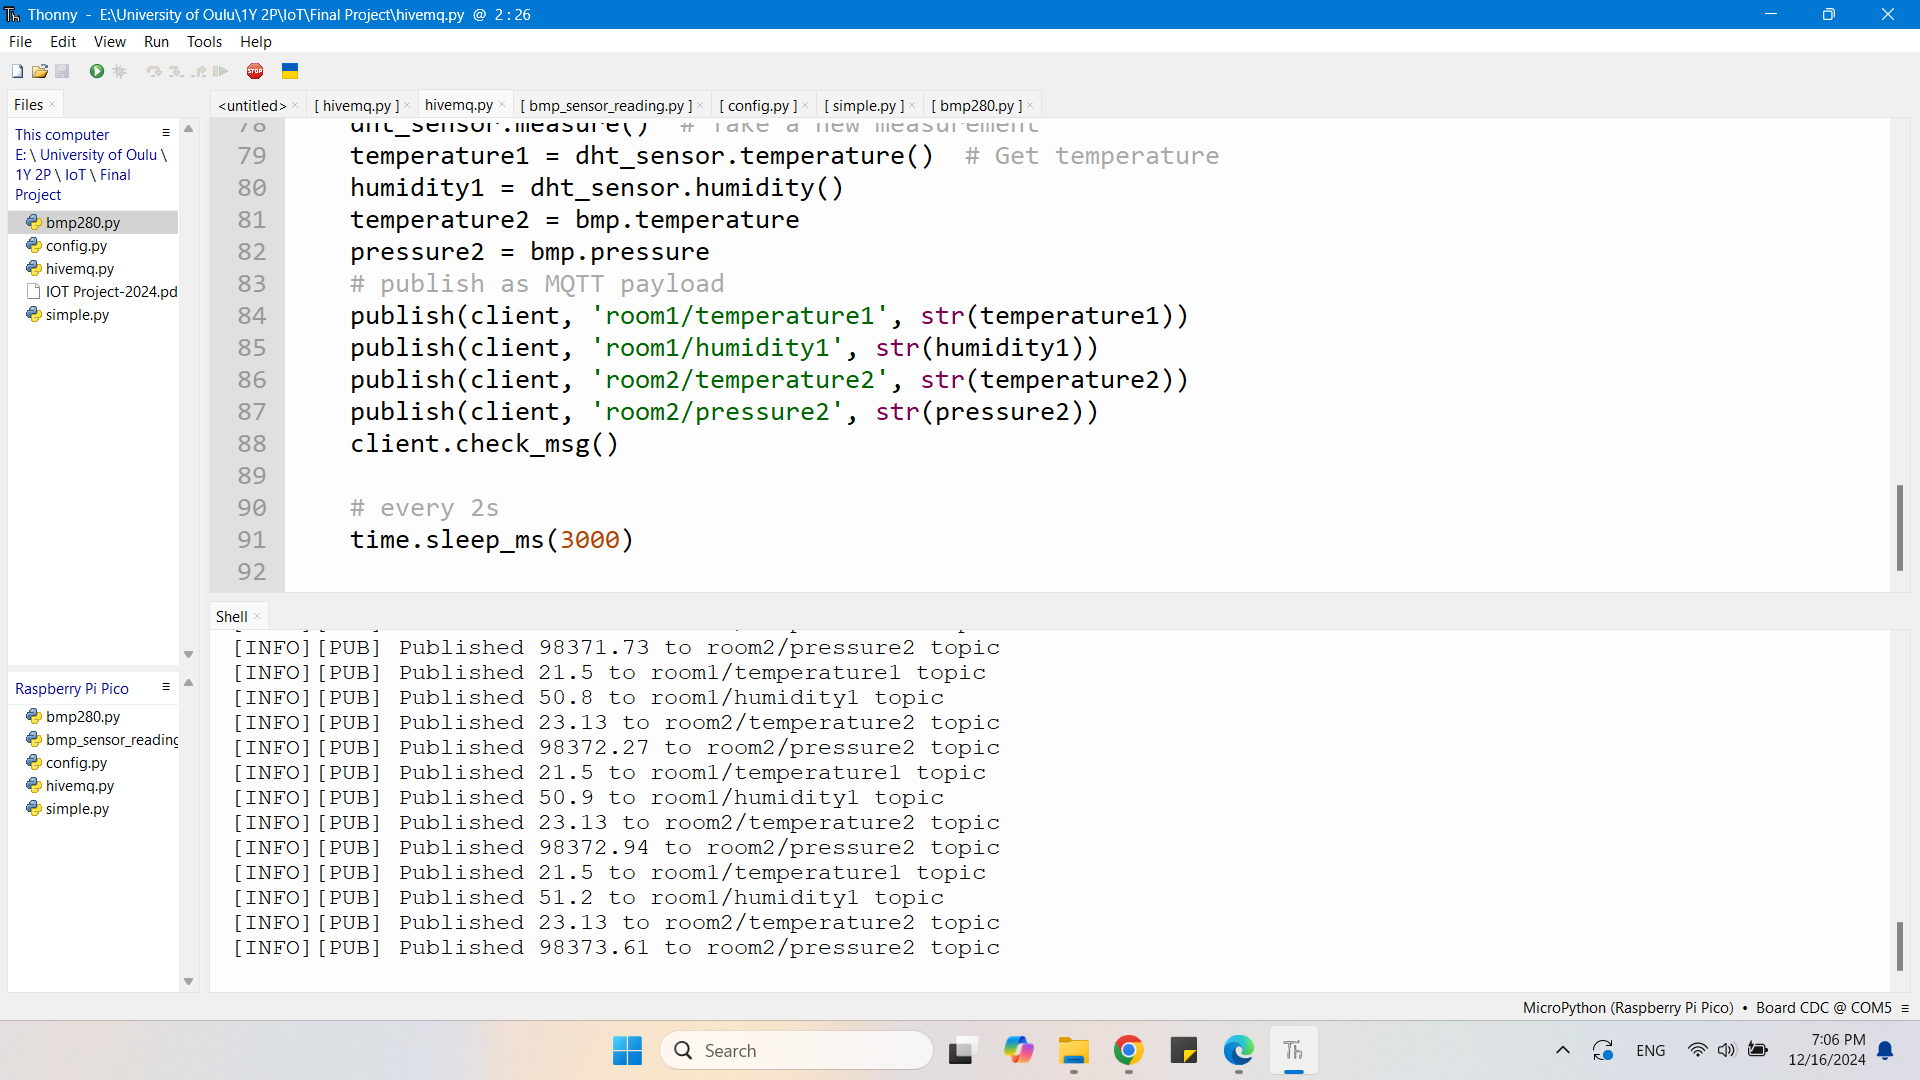 Thonny - E:\University of Oulu\1Y 2P\IoT\Final Project\hivemq.py @ 2 : 26
File Edit View Run Tools Help
STOP
Files
This computer
E: \ University of Oulu \
1Y 2P \ IoT \ Final
Project
bmp280.py
config.py
hivemq.py
IOT Project-2024.pd
simple.py
Raspberry Pi Pico
bmp280.py
bmp_sensor_reading
config.py
hivemq.py
simple.py
<untitled> [ hivemq.py ] hivemq.py [ bmp_sensor_reading.py ] [ config.py ] [ simple.py ] [ bmp280.py ]
78 dht_sensor.measure() # Take a new measurement
79 temperature1 = dht_sensor.temperature() # Get temperature
80 humidity1 = dht_sensor.humidity()
81 temperature2 = bmp.temperature
82 pressure2 = bmp.pressure
83 # publish as MQTT payload
84 publish(client, 'room1/temperature1', str(temperature1))
85 publish(client, 'room1/humidity1', str(humidity1))
86 publish(client, 'room2/temperature2', str(temperature2))
87 publish(client, 'room2/pressure2', str(pressure2))
88 client.check_msg()
89
90 # every 2s
91 time.sleep_ms(3000)
92
Shell
[INFO][PUB] Published 98371.73 to room2/pressure2 topic
[INFO][PUB] Published 21.5 to room1/temperature1 topic
[INFO][PUB] Published 50.8 to room1/humidity1 topic
[INFO][PUB] Published 23.13 to room2/temperature2 topic
[INFO][PUB] Published 98372.27 to room2/pressure2 topic
[INFO][PUB] Published 21.5 to room1/temperature1 topic
[INFO][PUB] Published 50.9 to room1/humidity1 topic
[INFO][PUB] Published 23.13 to room2/temperature2 topic
[INFO][PUB] Published 98372.94 to room2/pressure2 topic
[INFO][PUB] Published 21.5 to room1/temperature1 topic
[INFO][PUB] Published 51.2 to room1/humidity1 topic
[INFO][PUB] Published 23.13 to room2/temperature2 topic
[INFO][PUB] Published 98373.61 to room2/pressure2 topic
MicroPython (Raspberry Pi Pico) • Board CDC @ COM5
Search
Th
ENG
7:06 PM
12/16/2024